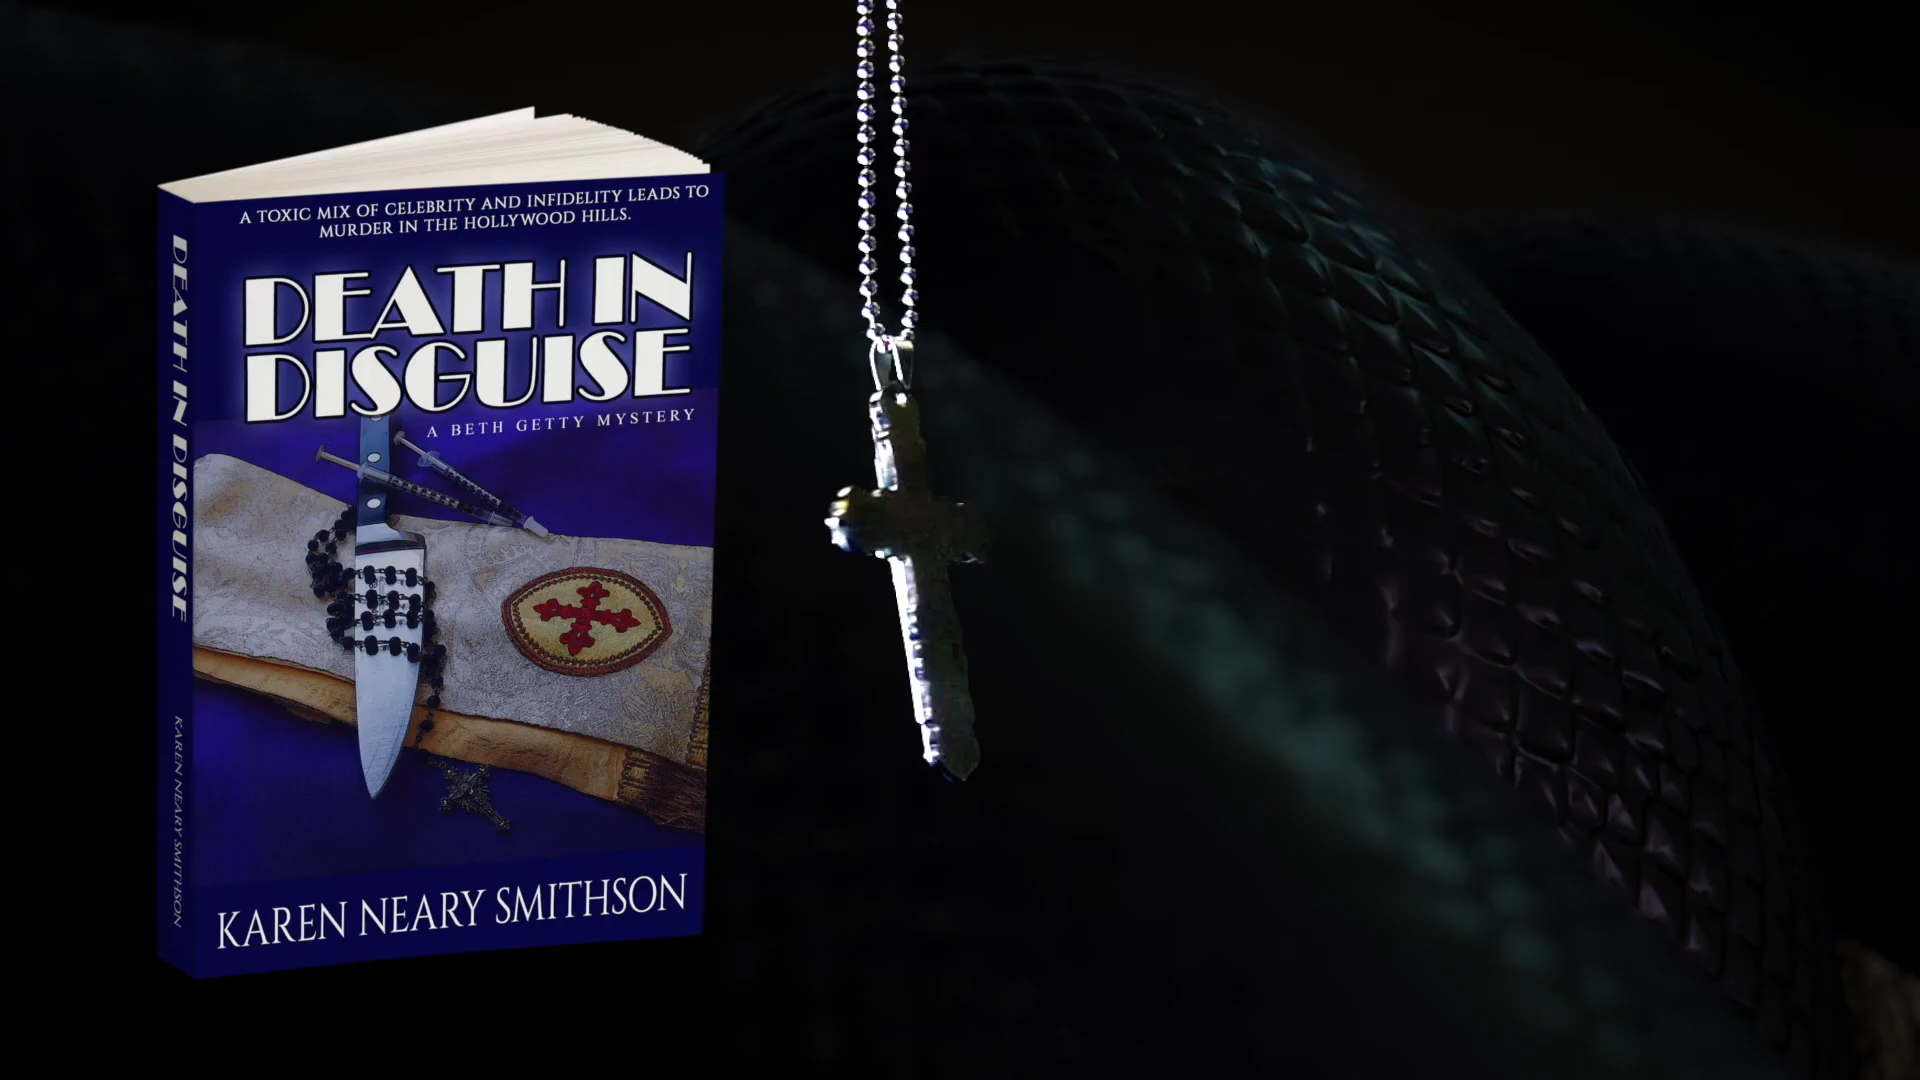 A TOXIC MIX OF CELEBRITY AND INFIDELITY LEADS TO
MURDER IN THE HOLLYWOOD HILLS.
DEATH IN
DISGUISE
A BETH GETTY MYSTERY
KAREN NEARY SMITHSON
DEATH IN DISGUISE
KAREN NEARY SMITHSON